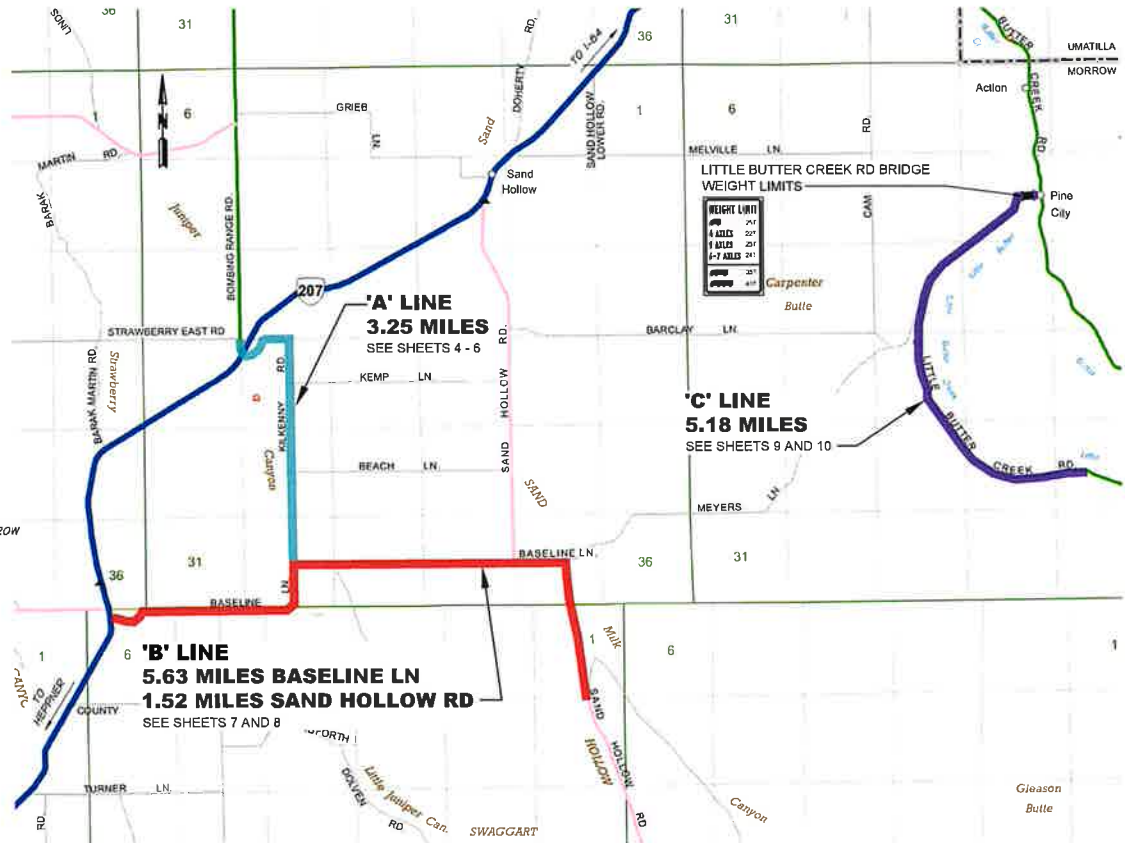 36
31
LINDS
RD.
TO I-84
36
31
BUTTER
UMATILLA
MORROW
CREEK
RD
Action
1
6
GRIEB
LN.
DOHERTY
SAND HOLLOW
LOWER RD.
1
6
RD.
N
MARTIN RD.
Sand
MELVILLE LN.
LITTLE BUTTER CREEK RD BRIDGE
WEIGHT LIMITS
Sand
Hollow
Pine
City
BARAK
Juniper
BOMBING RANGE RD.
CAM
WEIGHT LIMIT
Carpenter
Butte
207
'A' LINE
3.25 MILES
SEE SHEETS 4 - 6
STRAWBERRY EAST RD
BARCLAY LN.
BARAK MARTIN RD.
Strawberry
RD
KILKENNY
KEMP LN
SAND HOLLOW RD.
'C' LINE
5.18 MILES
SEE SHEETS 9 AND 10
LITTLE
BUTTER
CREEK RD
Canyon
BEACH LN.
SAND
MEYERS LN
BASELINE LN.
36
31
36
31
LN
BASELINE
1
6
'B' LINE
5.63 MILES BASELINE LN
1.52 MILES SAND HOLLOW RD
SEE SHEETS 7 AND 8
1
Milk
6
1
TO
HEPPNER
COUNTY
SAND
HOLLOW
RD
HOLLOW
TURNER LN.
RD
DOLVEN
RD
Little Juniper Can.
SWAGGART
Canyon
Gleason
Butte